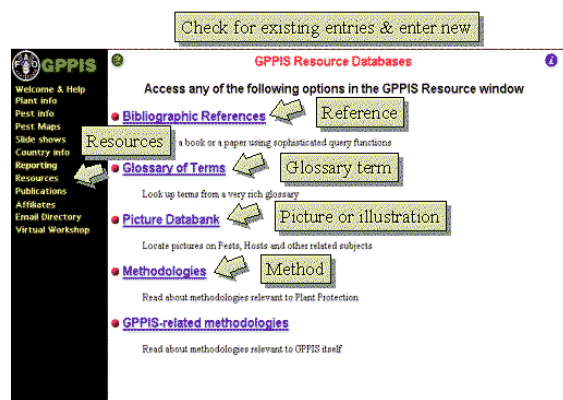 Check for existing entries & enter new
GPPIS
GPPIS Resource Databases
Welcome & Help
Plant info
Pest info
Pest Maps
Slide shows
Country info
Reporting
Resources
Publications
Affiliates
Email Directory
Virtual Workshop
Access any of the following options in the GPPIS Resource window
Bibliographic References
Reference
Resources
a book or a paper using sophisticated query functions
Glossary of Terms
Glossary term
Look up terms from a very rich glossary
Picture Databank
Picture or illustration
Locate pictures on Pests, Hosts and other related subjects
Methodologies
Method
Read about methodologies relevant to Plant Protection
GPPIS-related methodologies
Read about methodologies relevant to GPPIS itself